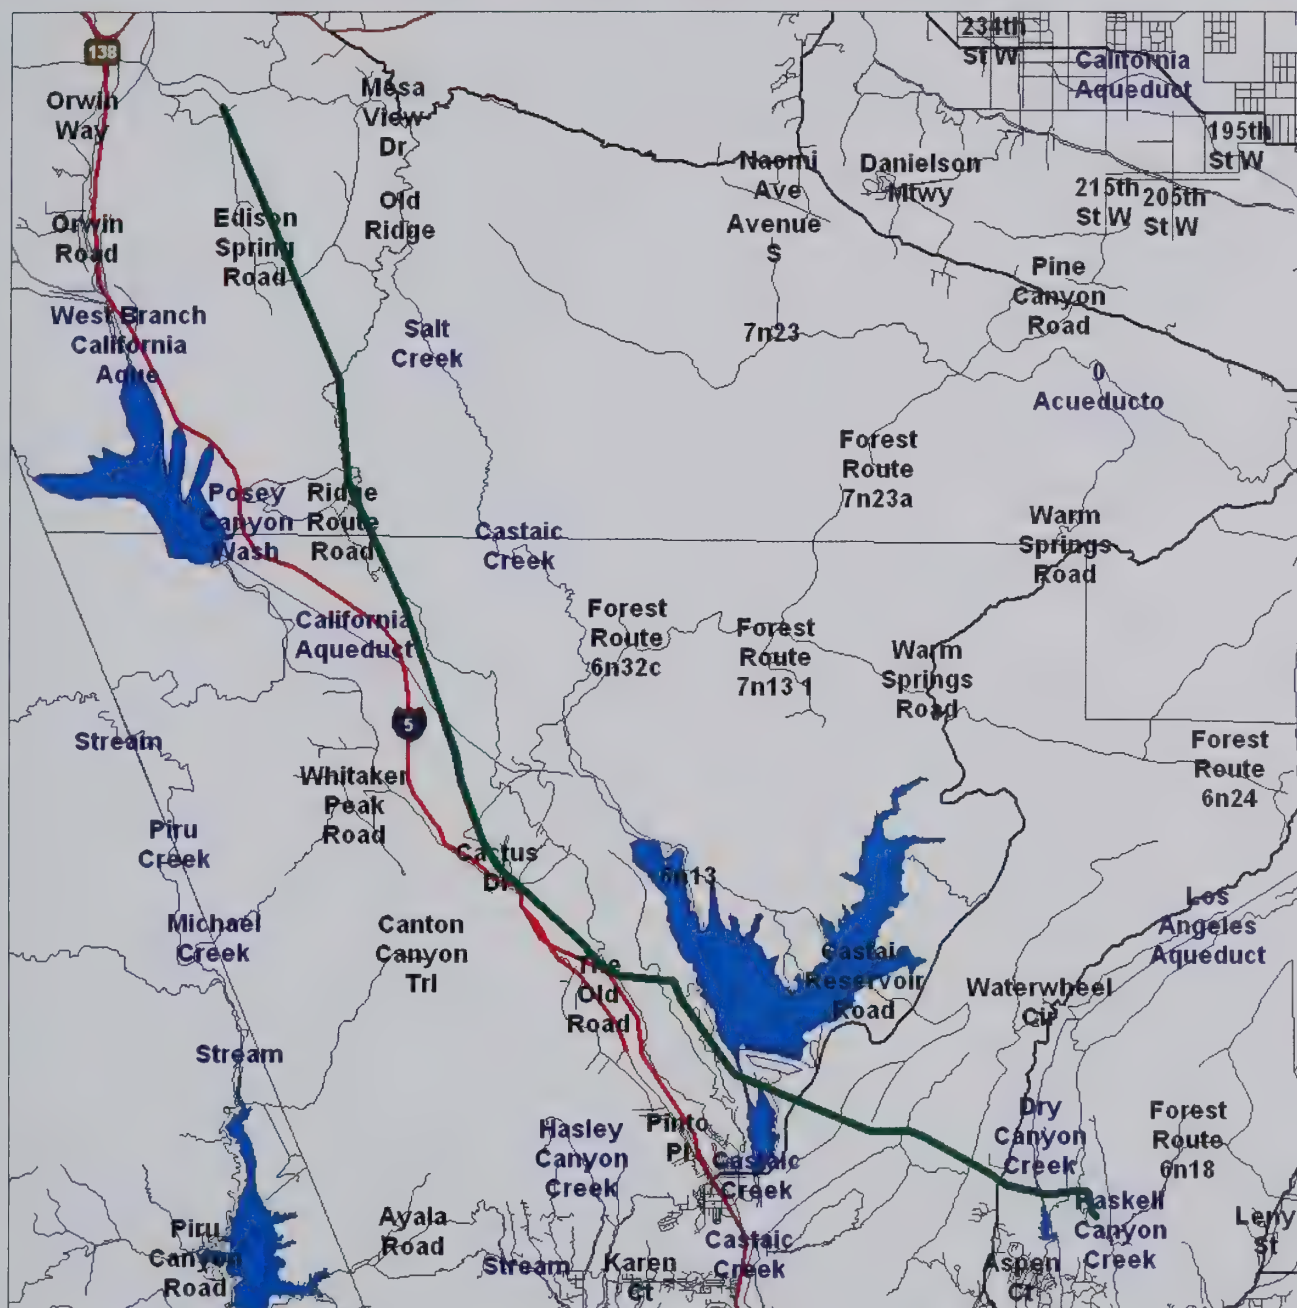 138
Orwin
Way
Mesa
View
Dr
234th
St W
California
Aqueduct
195th
St W
Naomi
Ave
Danielson
Mtwy
215th
St W
205th
St W
Orwin
Road
Edison
Spring
Road
Old
Ridge
Avenue
S
Pine
Canyon
Road
West Branch
California
Aque
Salt
Creek
7n23
0
Acueducto
Forest
Route
7n23a
Posey
Canyon
Wash
Ridge
Route
Road
Castaic
Creek
Warm
Springs
Road
California
Aqueduct
Forest
Route
6n32c
Forest
Route
7n13 1
Warm
Springs
Road
5
Stream
Forest
Route
6n24
Whitaker
Peak
Road
Piru
Creek
Cactus
Dr
6n13
Los
Angeles
Aqueduct
Michael
Creek
Canton
Canyon
Trl
The
Old
Road
Castaic
Reservoir
Road
Waterwheel
Cir
Stream
Hasley
Canyon
Creek
Pinto
Pl
Castaic
Creek
Dry
Canyon
Creek
Forest
Route
6n18
Piru
Canyon
Road
Ayala
Road
Stream
Karen
Ct
Castaic
Creek
Aspen
Ct
Haskell
Canyon
Creek
Leny
St